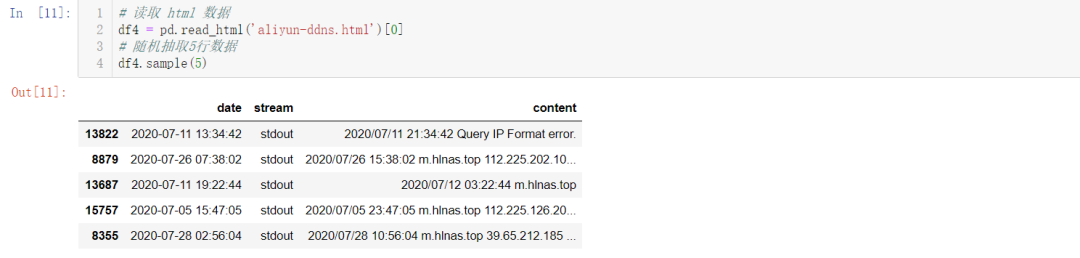 In [11]:
1 # 读取 html 数据
2 df4 = pd.read_html('aliyun-ddns.html')[0]
3 # 随机抽取5行数据
4 df4.sample(5)
Out[11]:
date stream content
13822 2020-07-11 13:34:42 stdout 2020/07/11 21:34:42 Query IP Format error.
8879 2020-07-26 07:38:02 stdout 2020/07/26 15:38:02 m.hlnas.top 112.225.202.10...
13687 2020-07-11 19:22:44 stdout 2020/07/12 03:22:44 m.hlnas.top
15757 2020-07-05 15:47:05 stdout 2020/07/05 23:47:05 m.hlnas.top 112.225.126.20...
8355 2020-07-28 02:56:04 stdout 2020/07/28 10:56:04 m.hlnas.top 39.65.212.185 ...